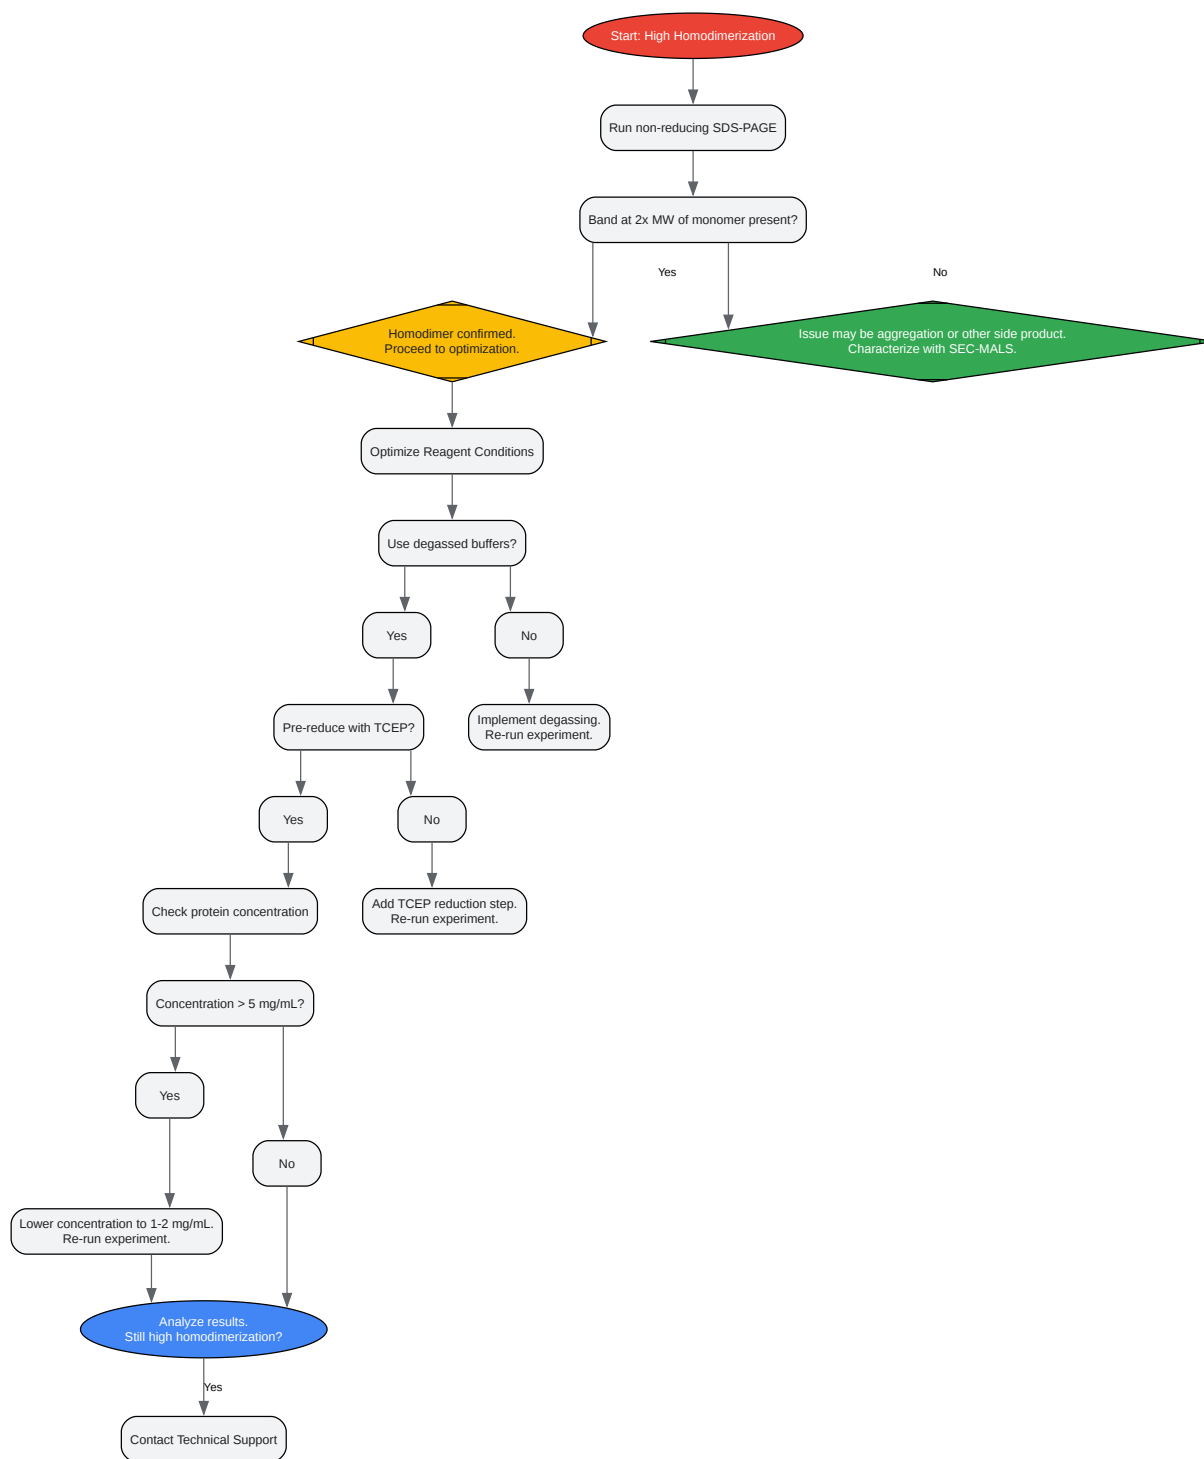 Start: High Homodimerization
Run non-reducing SDS-PAGE
Band at 2x MW of monomer present?
Yes
No
Homodimer confirmed.
Proceed to optimization.
Issue may be aggregation or other side product.
Characterize with SEC-MALS.
Optimize Reagent Conditions
Use degassed buffers?
Yes
No
Pre-reduce with TCEP?
Implement degassing.
Re-run experiment.
Yes
No
Check protein concentration
Add TCEP reduction step.
Re-run experiment.
Concentration > 5 mg/mL?
Yes
No
Lower concentration to 1-2 mg/mL.
Re-run experiment.
Analyze results.
Still high homodimerization?
Yes
Contact Technical Support